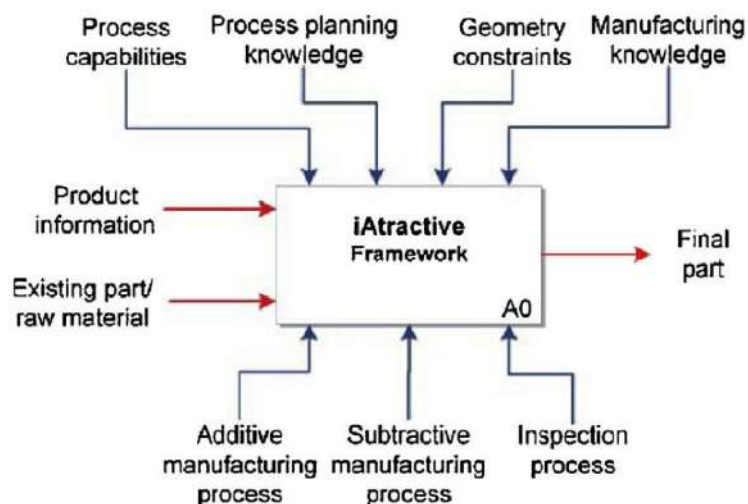 Process
capabilities
Process planning
knowledge
Geometry
constraints
Manufacturing
knowledge
Product
information
Existing part/
raw material
iAtractive
Framework
A0
Final
part
Additive
manufacturing
process
Subtractive
manufacturing
process
Inspection
process